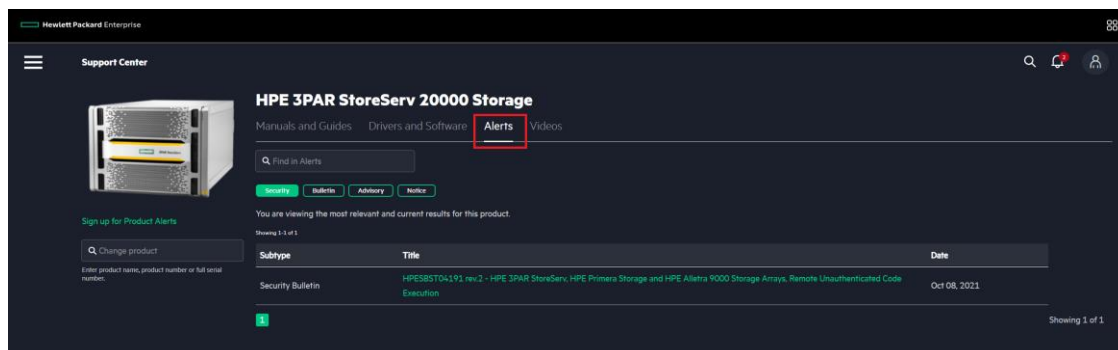 Hewlett Packard Enterprise
Support Center
2
HPE 3PAR StoreServ 20000 Storage
Manuals and Guides Drivers and Software Alerts Videos
Find in Alerts
Security Bulletin Advisory Notice
Sign up for Product Alerts
You are viewing the most relevant and current results for this product.
Showing 1-1 of 1
Change product
Enter product name, product number or full serial
number.
Subtype Title Date
Security Bulletin HPESBST04191 rev.2 - HPE 3PAR StoreServ, HPE Primera Storage and HPE Alletra 9000 Storage Arrays, Remote Unauthenticated Code
Execution Oct 08, 2021
1 Showing 1 of 1